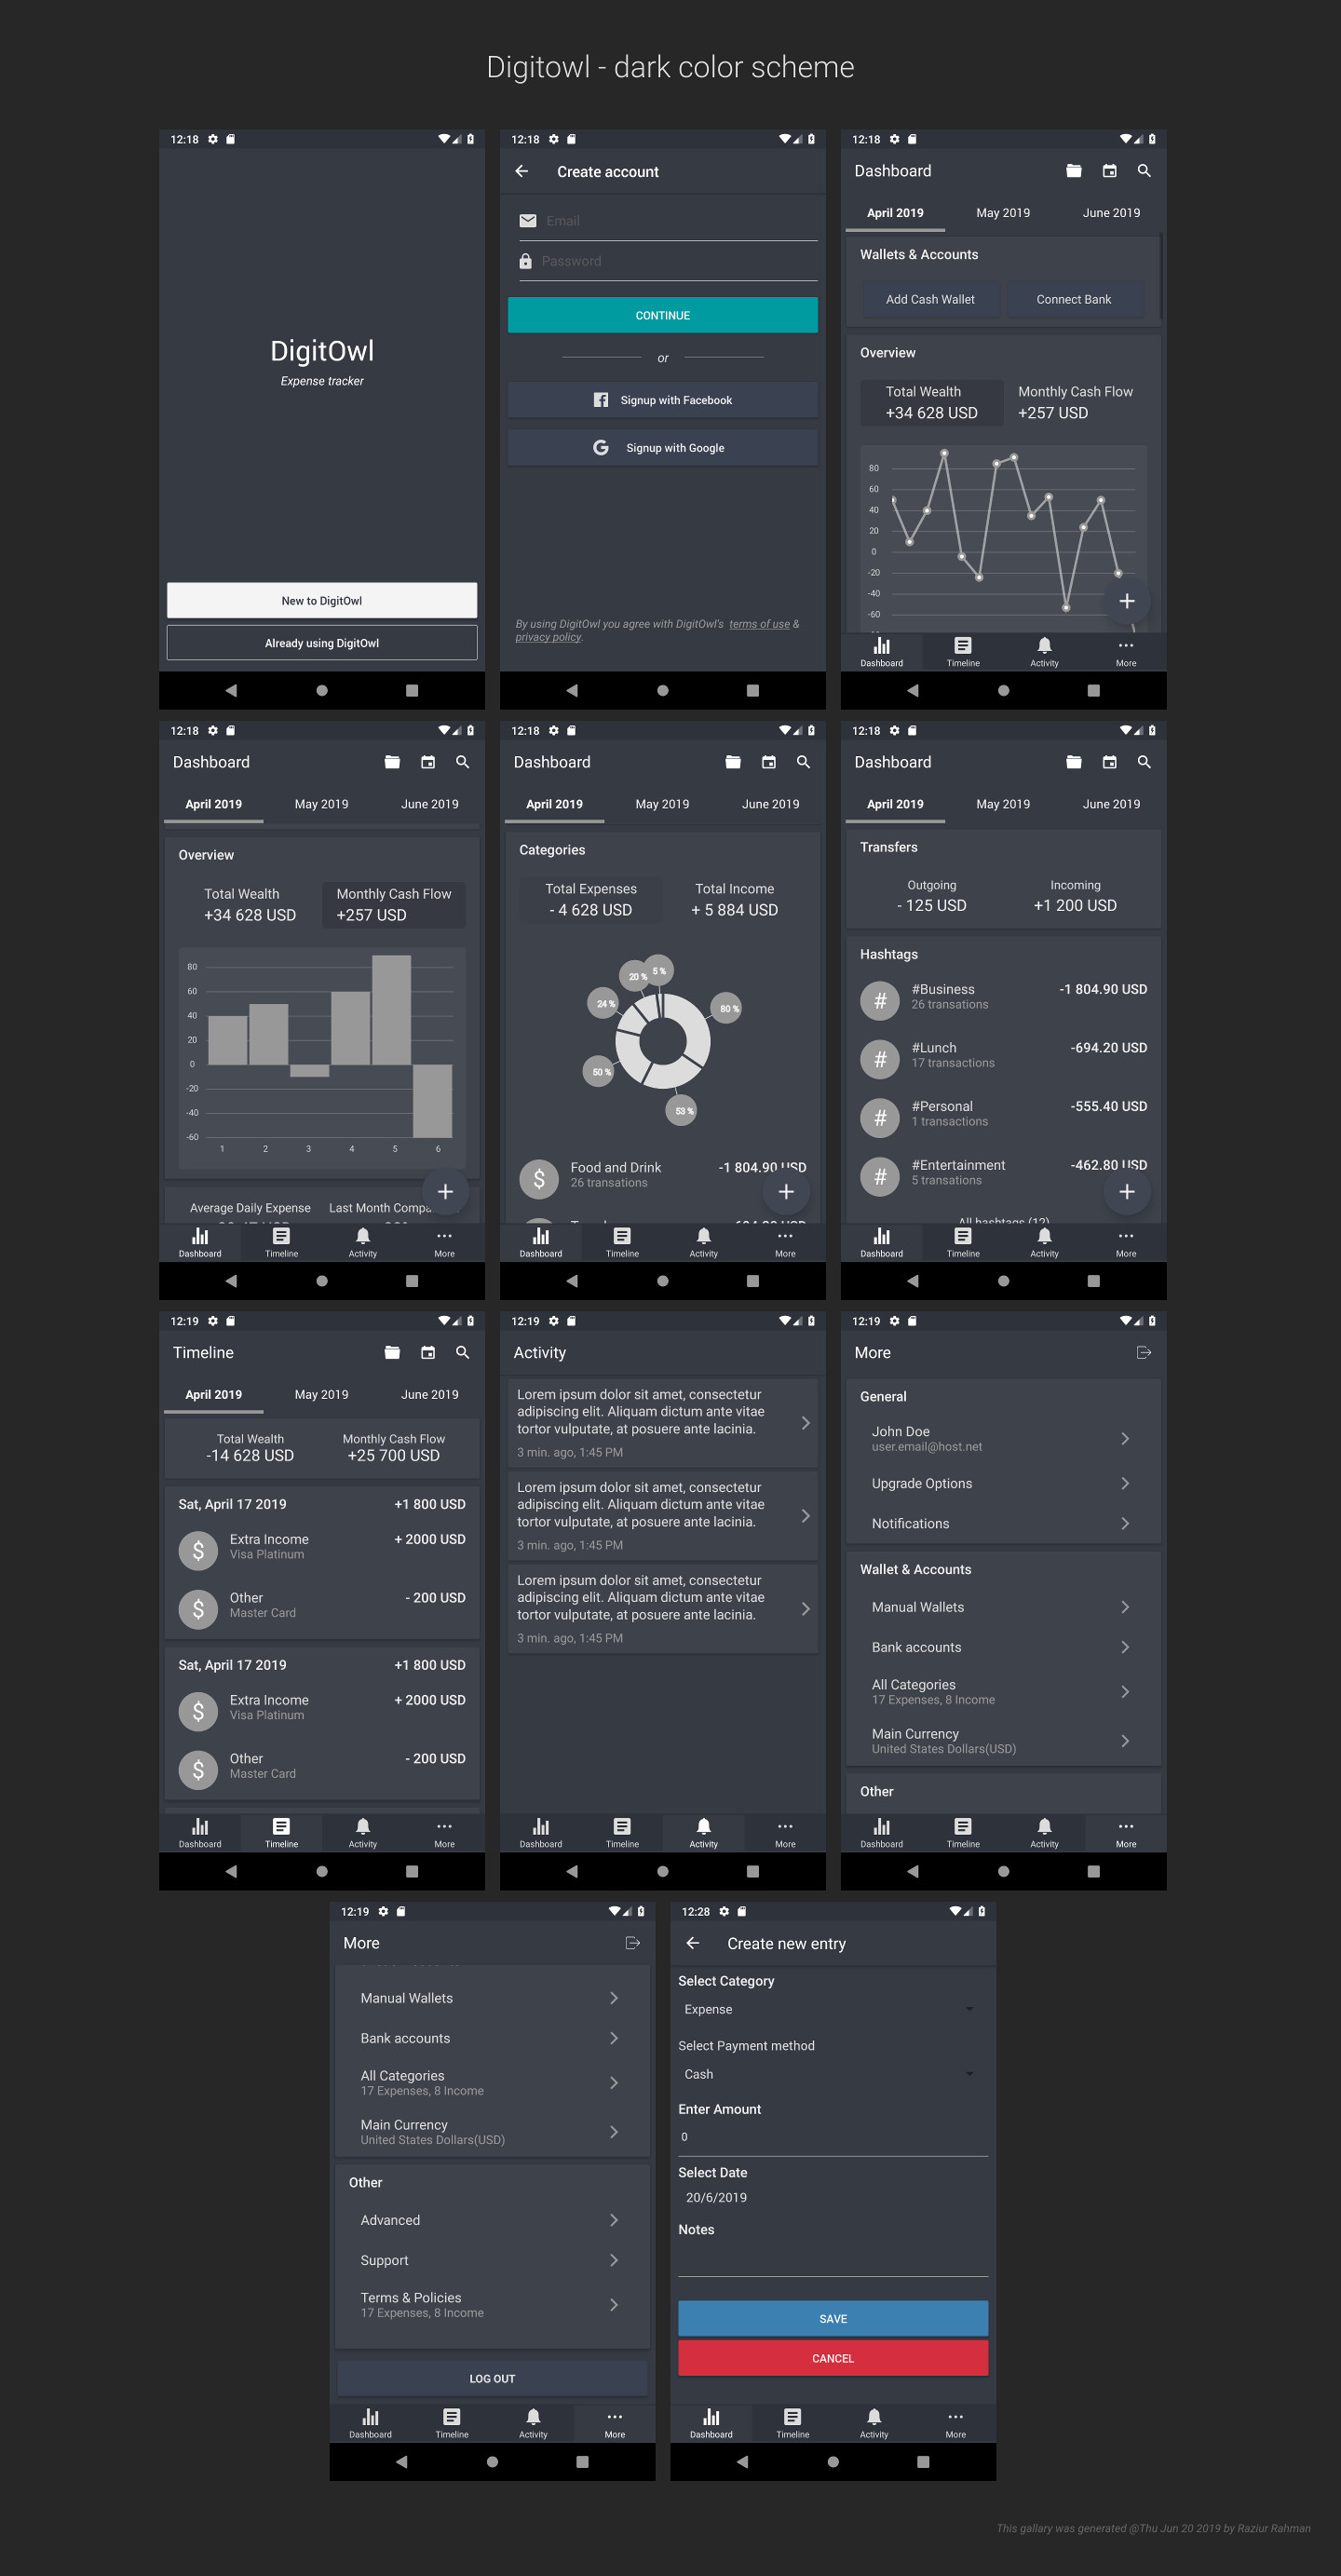 Digitowl - dark color scheme
12:18
DigitOwl
Expense tracker
New to DigitOwl
Already using DigitOwl
12:18
Create account
Email
Password
CONTINUE
or
Signup with Facebook
Signup with Google
By using DigitOwl you agree with DigitOwl's terms of use &
privacy policy.
12:18
Dashboard
April 2019 May 2019 June 2019
Wallets & Accounts
Add Cash Wallet Connect Bank
Overview
Total Wealth Monthly Cash Flow
+34 628 USD +257 USD
80
60
40
20
0
-20
-40
-60
+
Dashboard Timeline Activity More
12:18
Dashboard
April 2019 May 2019 June 2019
Overview
Total Wealth Monthly Cash Flow
+34 628 USD +257 USD
80
60
40
20
0
-20
-40
-60
1 2 3 4 5 6
+
Average Daily Expense Last Month Compa
Dashboard Timeline Activity More
12:18
Dashboard
April 2019 May 2019 June 2019
Categories
Total Expenses Total Income
- 4 628 USD + 5 884 USD
20 % 5 %
24 % 80 %
50 %
53 %
$ Food and Drink -1 804.90 USD
26 transations
+
Dashboard Timeline Activity More
12:18
Dashboard
April 2019 May 2019 June 2019
Transfers
Outgoing Incoming
- 125 USD +1 200 USD
Hashtags
# #Business -1 804.90 USD
26 transations
# #Lunch -694.20 USD
17 transactions
# #Personal -555.40 USD
1 transactions
# #Entertainment -462.80 USD
5 transations
+
All hashtags (12)
Dashboard Timeline Activity More
12:19
Timeline
April 2019 May 2019 June 2019
Total Wealth Monthly Cash Flow
-14 628 USD +25 700 USD
Sat, April 17 2019 +1 800 USD
$ Extra Income + 2000 USD
Visa Platinum
$ Other - 200 USD
Master Card
Sat, April 17 2019 +1 800 USD
$ Extra Income + 2000 USD
Visa Platinum
$ Other - 200 USD
Master Card
Dashboard Timeline Activity More
12:19
Activity
Lorem ipsum dolor sit amet, consectetur
adipiscing elit. Aliquam dictum ante vitae
tortor vulputate, at posuere ante lacinia.
3 min. ago, 1:45 PM
Lorem ipsum dolor sit amet, consectetur
adipiscing elit. Aliquam dictum ante vitae
tortor vulputate, at posuere ante lacinia.
3 min. ago, 1:45 PM
Lorem ipsum dolor sit amet, consectetur
adipiscing elit. Aliquam dictum ante vitae
tortor vulputate, at posuere ante lacinia.
3 min. ago, 1:45 PM
Dashboard Timeline Activity More
12:19
More
General
John Doe
user.email@host.net
Upgrade Options
Notifications
Wallet & Accounts
Manual Wallets
Bank accounts
All Categories
17 Expenses, 8 Income
Main Currency
United States Dollars(USD)
Other
Dashboard Timeline Activity More
12:19
More
Manual Wallets
Bank accounts
All Categories
17 Expenses, 8 Income
Main Currency
United States Dollars(USD)
Other
Advanced
Support
Terms & Policies
17 Expenses, 8 Income
LOG OUT
Dashboard Timeline Activity More
12:28
Create new entry
Select Category
Expense
Select Payment method
Cash
Enter Amount
0
Select Date
20/6/2019
Notes
SAVE
CANCEL
Dashboard Timeline Activity More
This gallary was generated @Thu Jun 20 2019 by Raziur Rahman